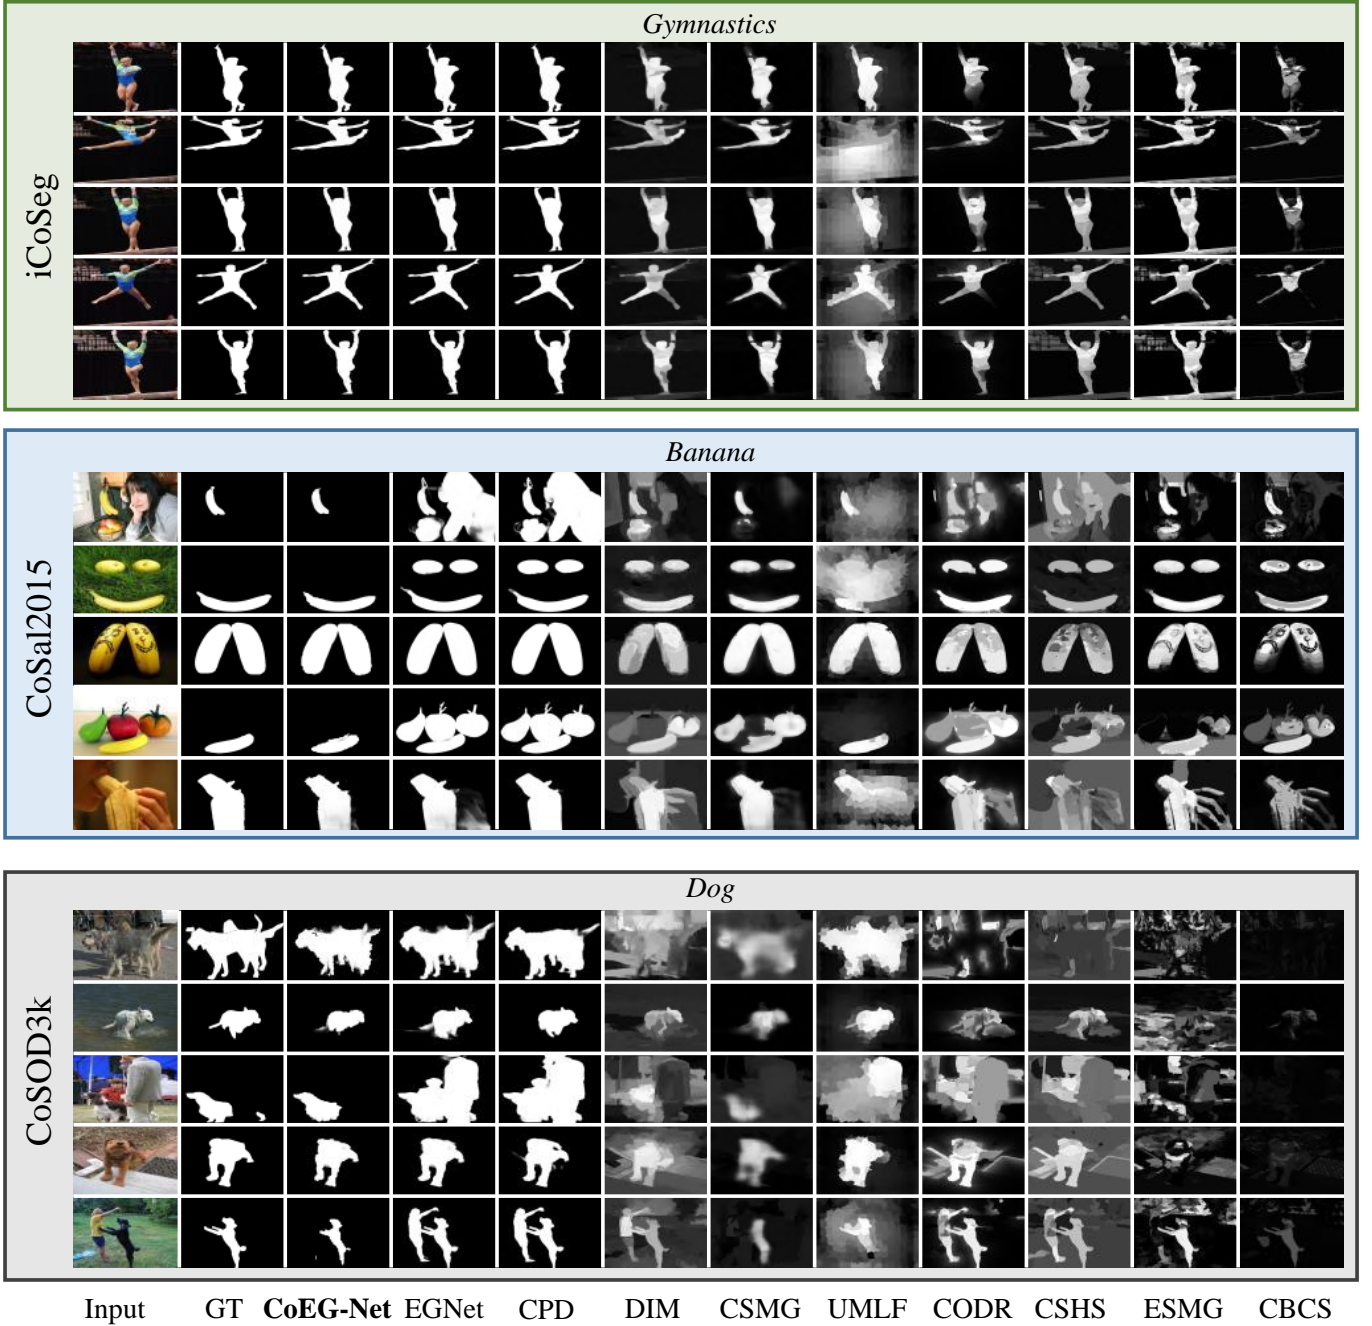 Gymnastics
iCoSeg
Banana
CoSal2015
Dog
CoSOD3k
Input GT CoEG-Net EGNet CPD DIM CSMG UMLF CODR CSHS ESMG CBCS